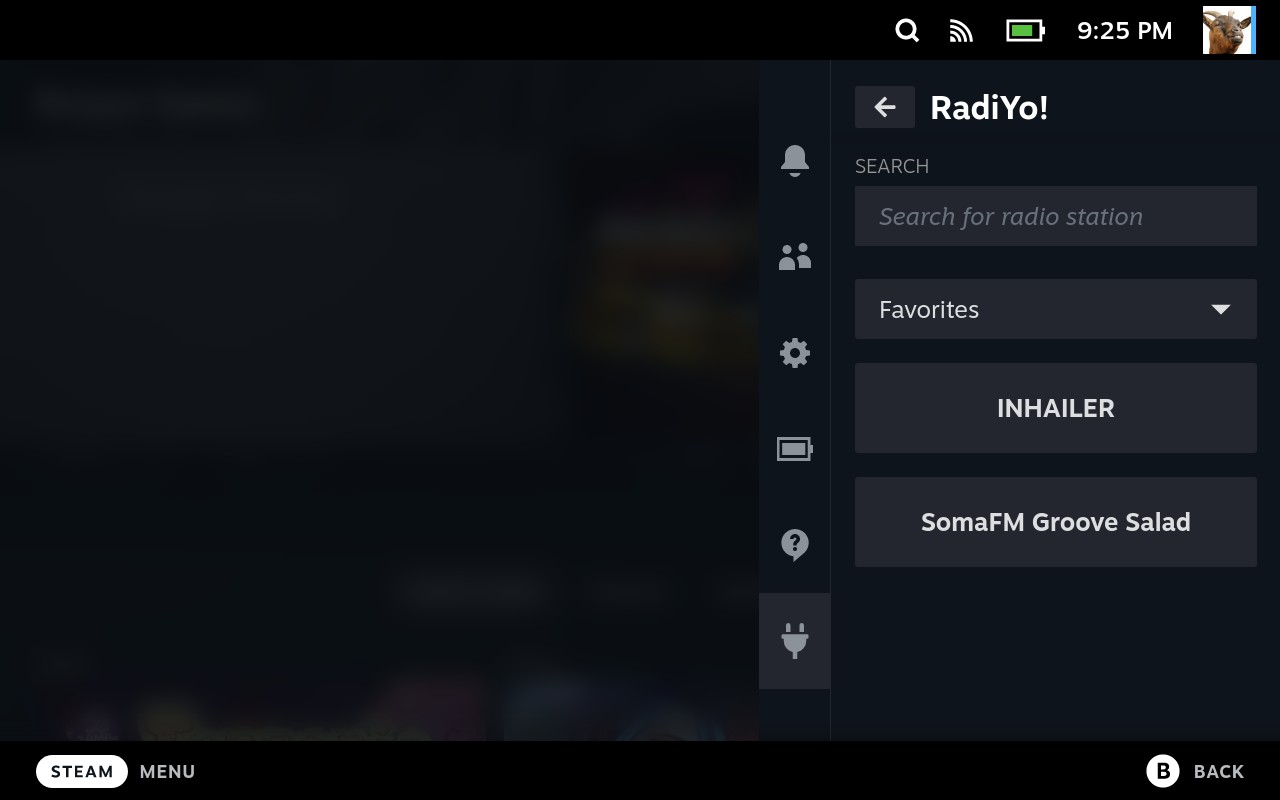 9:25 PM
RadiYo!
SEARCH
Search for radio station
Favorites
INHAILER
SomaFM Groove Salad
STEAM MENU
B BACK